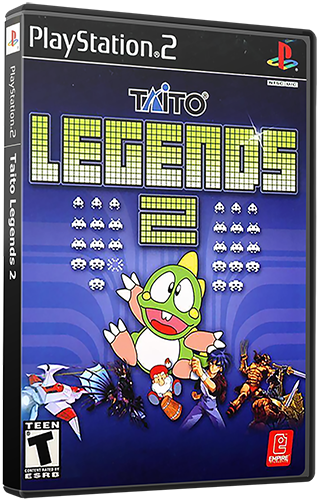 PlayStation 2
PlayStation.2
NTSC U/C
TAITO®
LEGENDS
2
Taito Legends 2
TEEN
T
CONTENT RATED BY
ESRB
E
EMPIRE